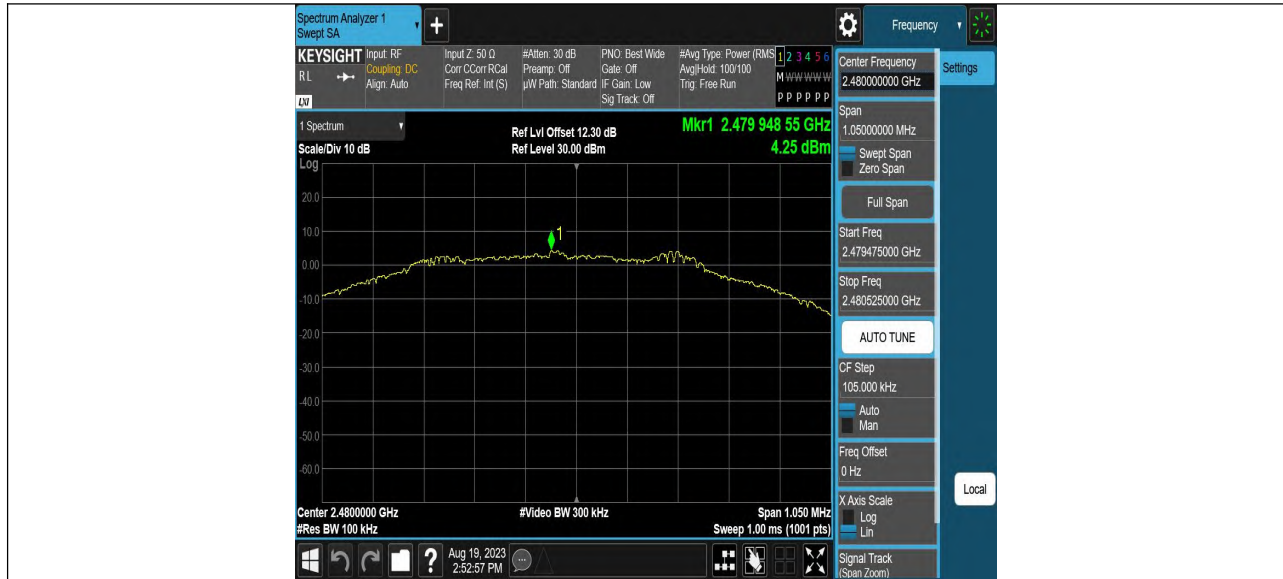 Spectrum Analyzer 1
Swept SA
+
Frequency
KEYSIGHT
RL
LXI
Input: RF
Coupling: DC
Align: Auto
Input Z: 50 Ω
Corr CCorr RCal
Freq Ref: Int (S)
#Atten: 30 dB
Preamp: Off
µW Path: Standard
PNO: Best Wide
Gate: Off
IF Gain: Low
Sig Track: Off
#Avg Type: Power (RMS
Avg|Hold: 100/100
Trig: Free Run
1 2 3 4 5 6
M W W W W W
P P P P P P
1 Spectrum
Scale/Div 10 dB
Ref Lvl Offset 12.30 dB
Ref Level 30.00 dBm
Mkr1 2.479 948 55 GHz
4.25 dBm
Log
20.0
10.0
0.00
-10.0
-20.0
-30.0
-40.0
-50.0
-60.0
1
Center 2.4800000 GHz
#Res BW 100 kHz
#Video BW 300 kHz
Span 1.050 MHz
Sweep 1.00 ms (1001 pts)
?
Aug 19, 2023
2:52:57 PM
Center Frequency
2.480000000 GHz
Span
1.05000000 MHz
Swept Span
Zero Span
Full Span
Start Freq
2.479475000 GHz
Stop Freq
2.480525000 GHz
AUTO TUNE
CF Step
105.000 kHz
Auto
Man
Freq Offset
0 Hz
X Axis Scale
Log
Lin
Signal Track
(Span Zoom)
Settings
Local